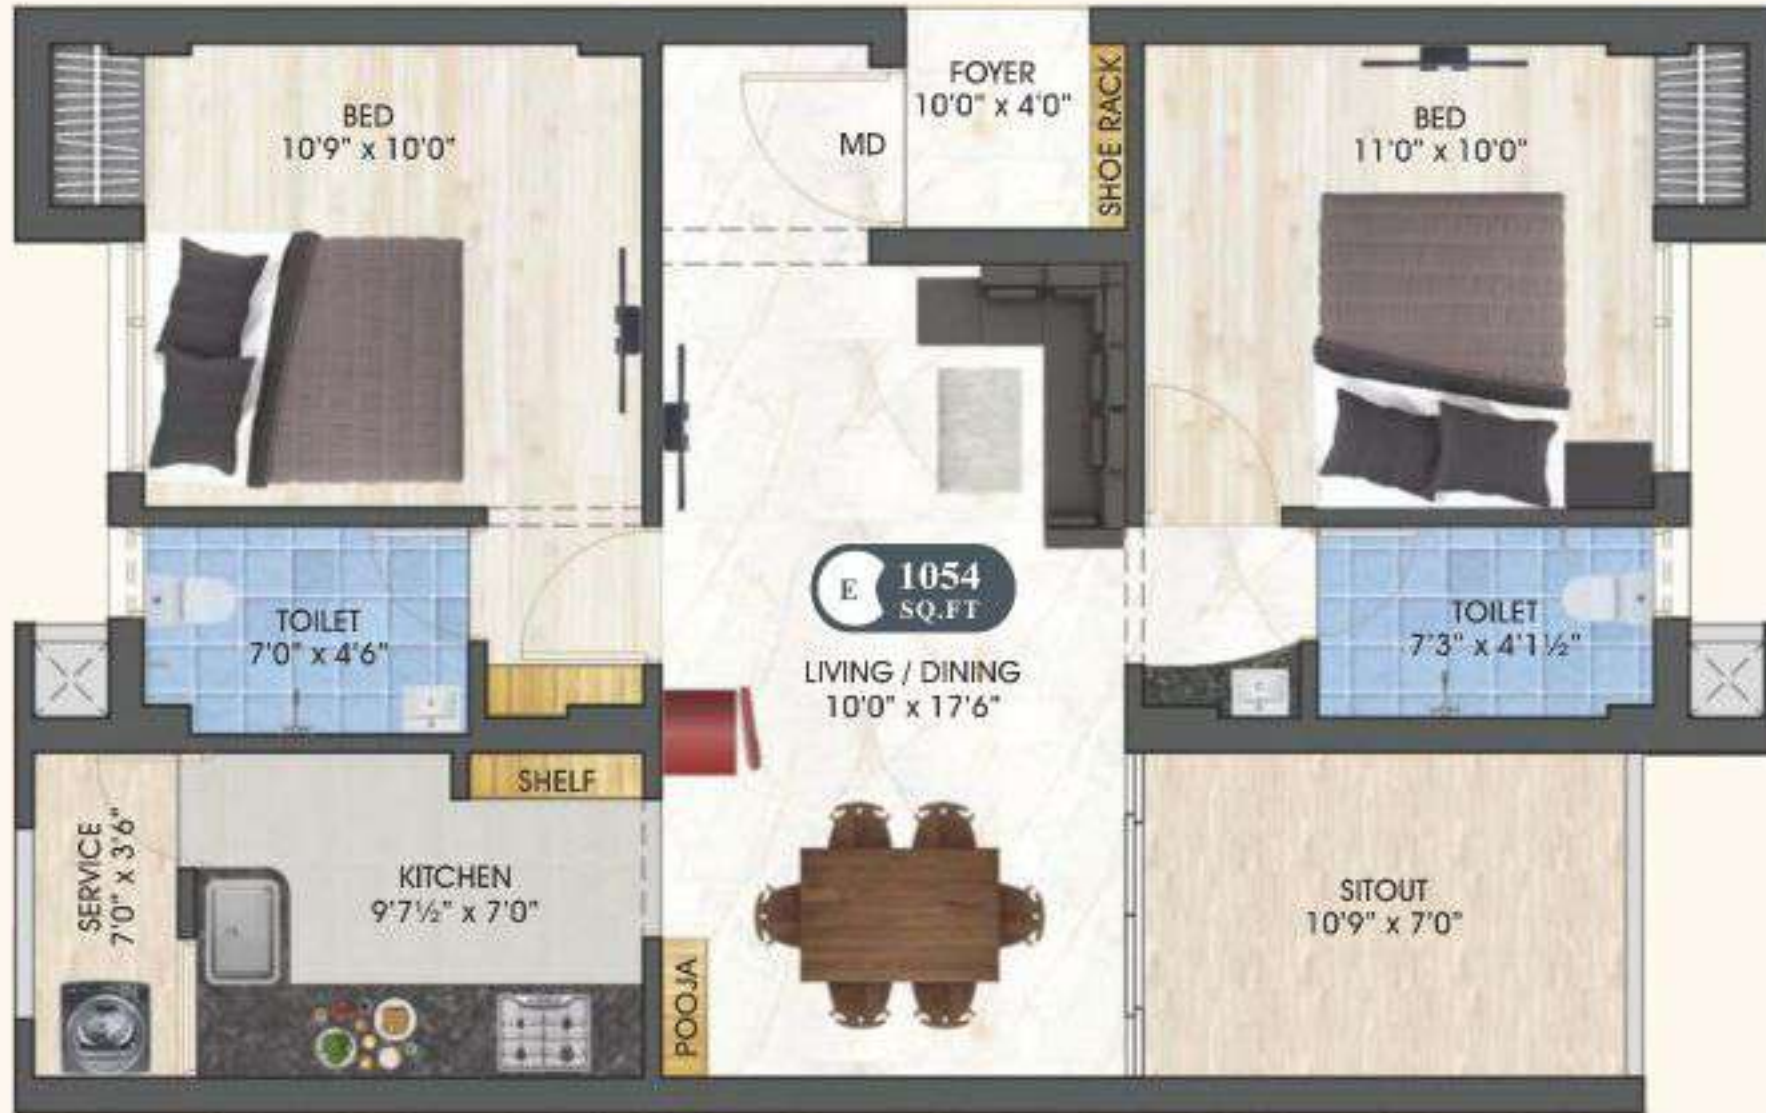 BED
10'9" x 10'0"
FOYER
10'0" x 4'0"
MD
SHOE RACK
BED
11'0" x 10'0"
TOILET
7'0" x 4'6"
E
1054
SQ.FT
LIVING / DINING
10'0" x 17'6"
TOILET
7'3" x 4'1½"
SHELF
SERVICE
7'0" x 3'6"
KITCHEN
9'7½" x 7'0"
POOJA
SITOUT
10'9" x 7'0"